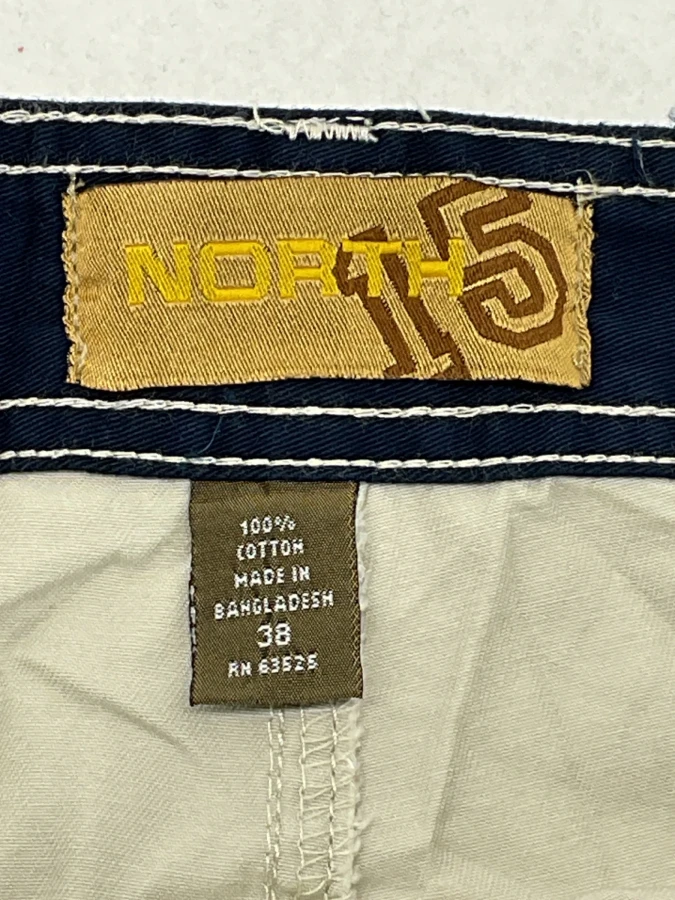 NORTH 15
100%
COTTON
MADE IN
BANGLADESH
38
RN 63526